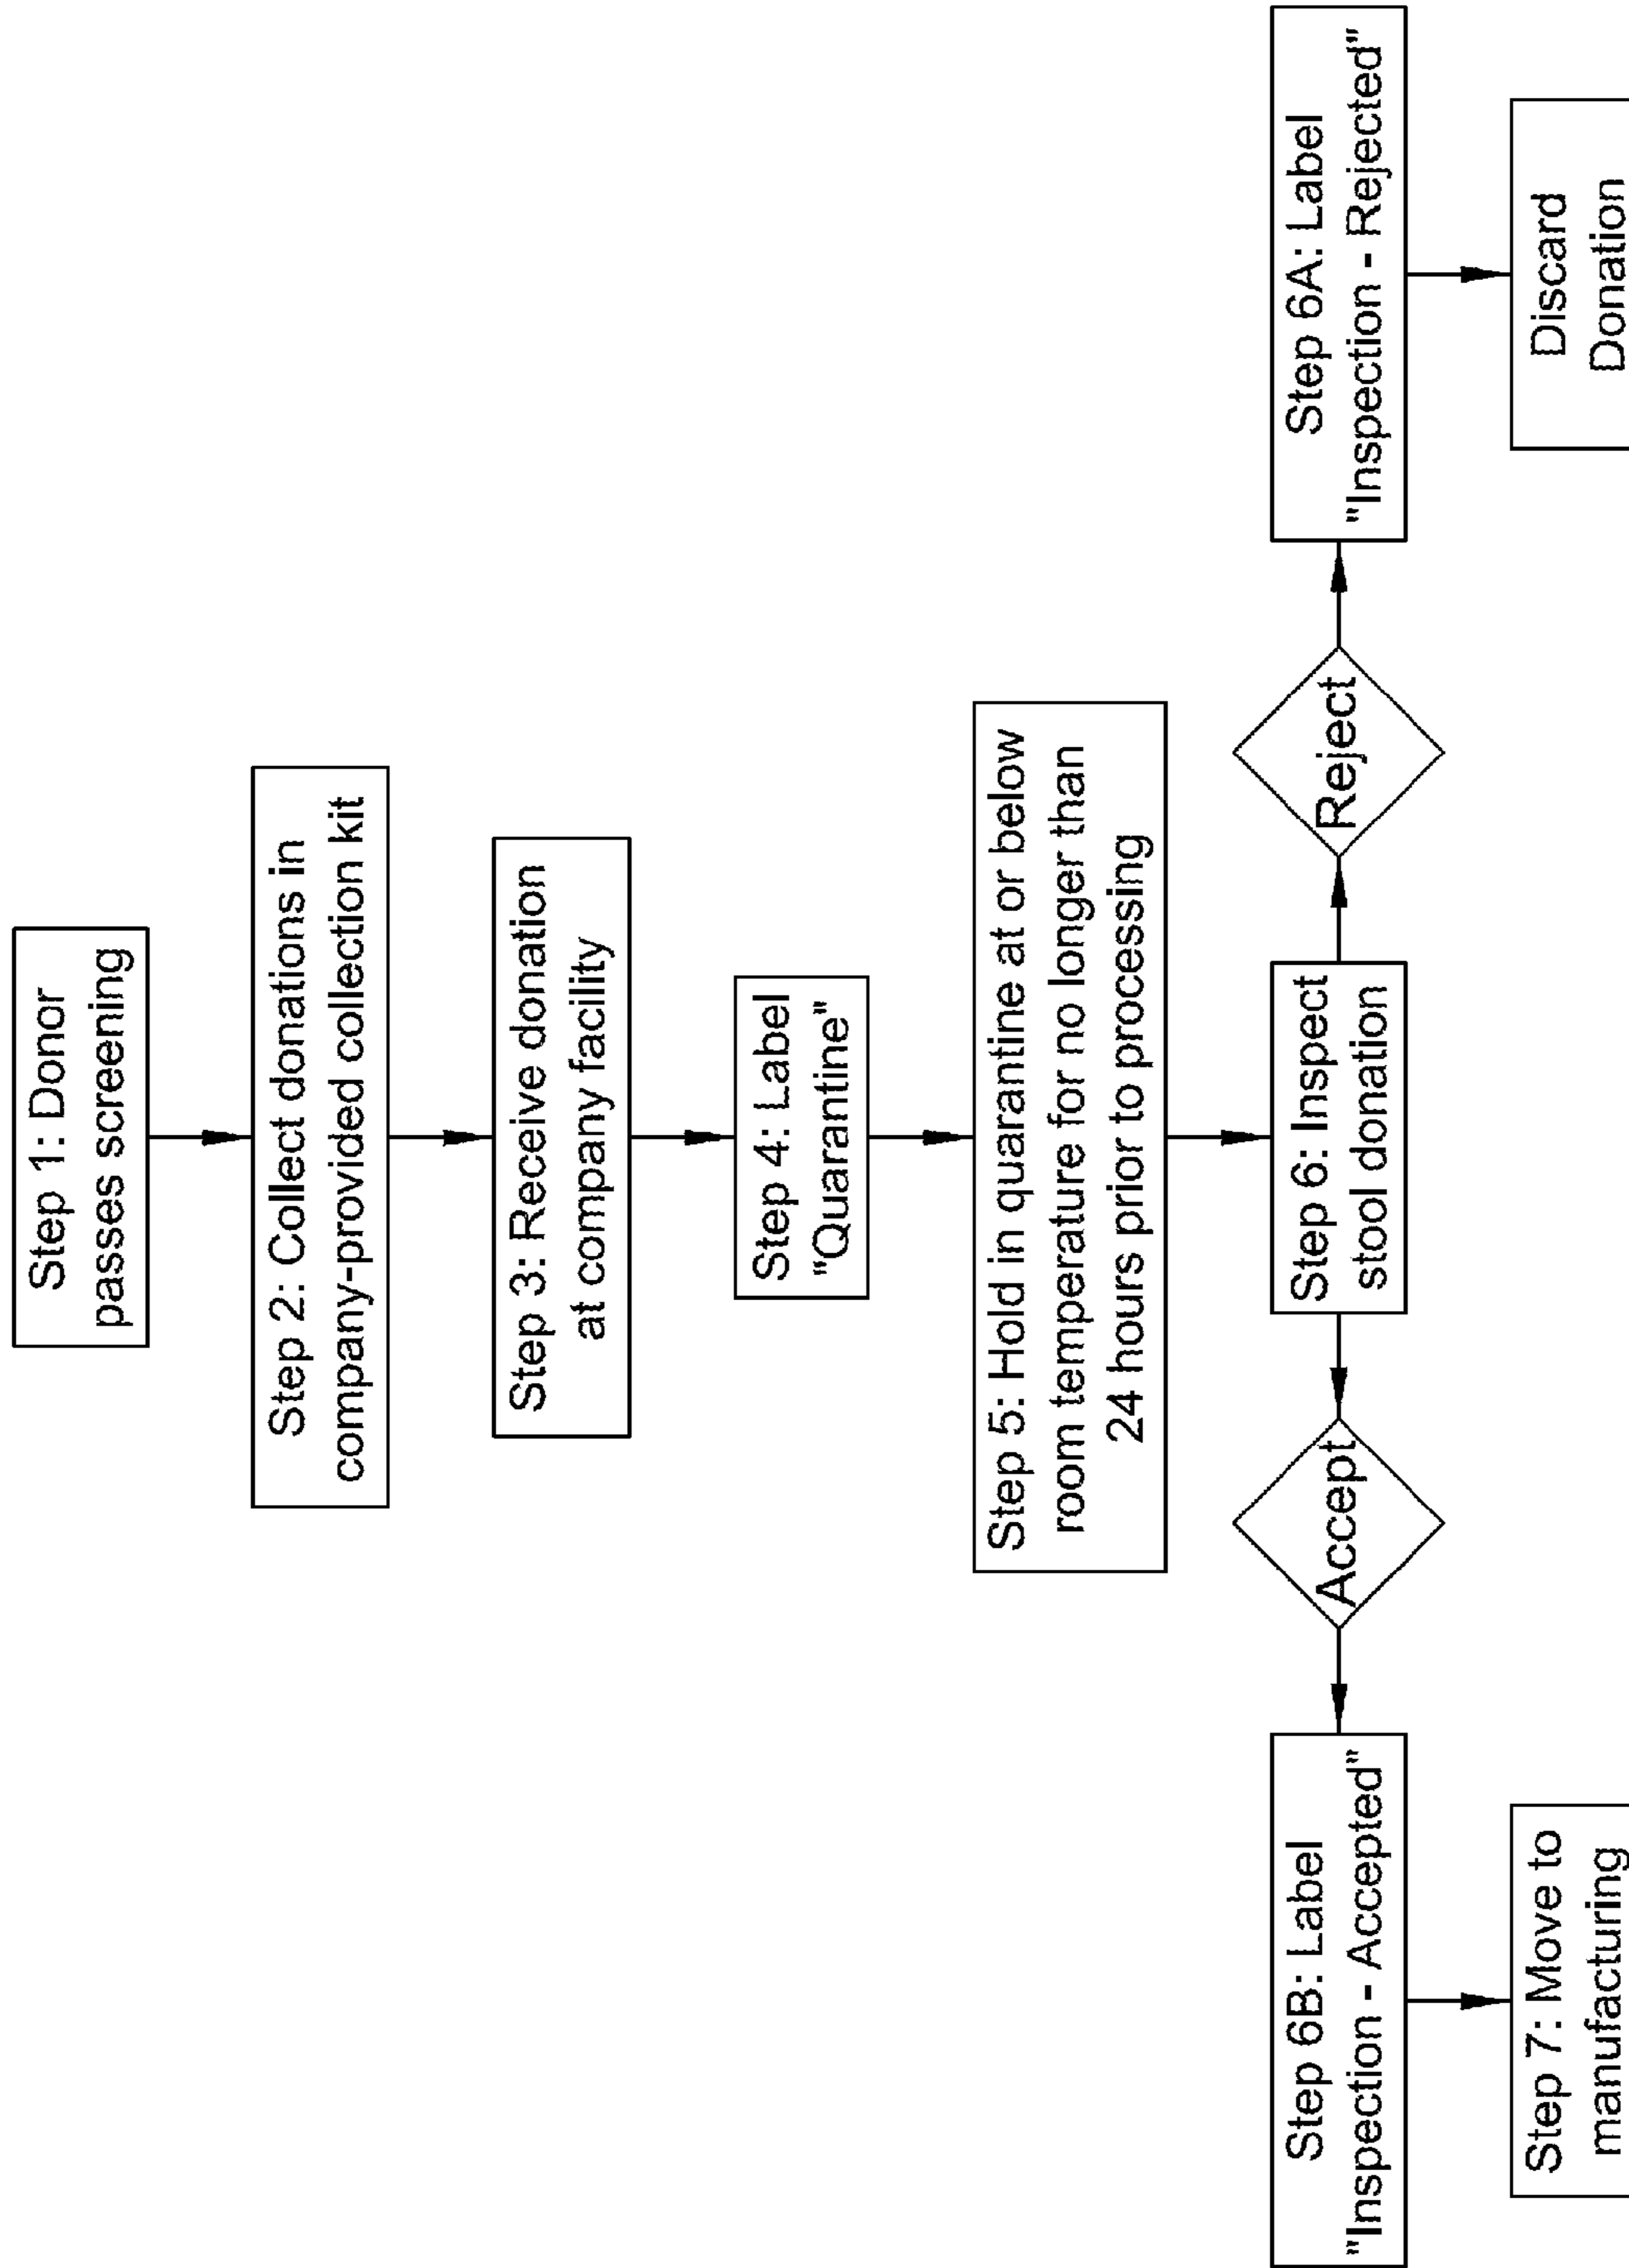 Step 1: Donor
passes screening
Step 2: Collect donations in
company-provided collection kit
Step 3: Receive donation
at company facility
Step 4: Label
"Quarantine"
Step 5: Hold in quarantine at or below
room temperature for no longer than
24 hours prior to processing
Step 6: Inspect
stool donation
Accept
Reject
Step 6B: Label
"Inspection - Accepted"
Step 6A: Label
"Inspection - Rejected"
Step 7: Move to
manufacturing
Discard
Donation